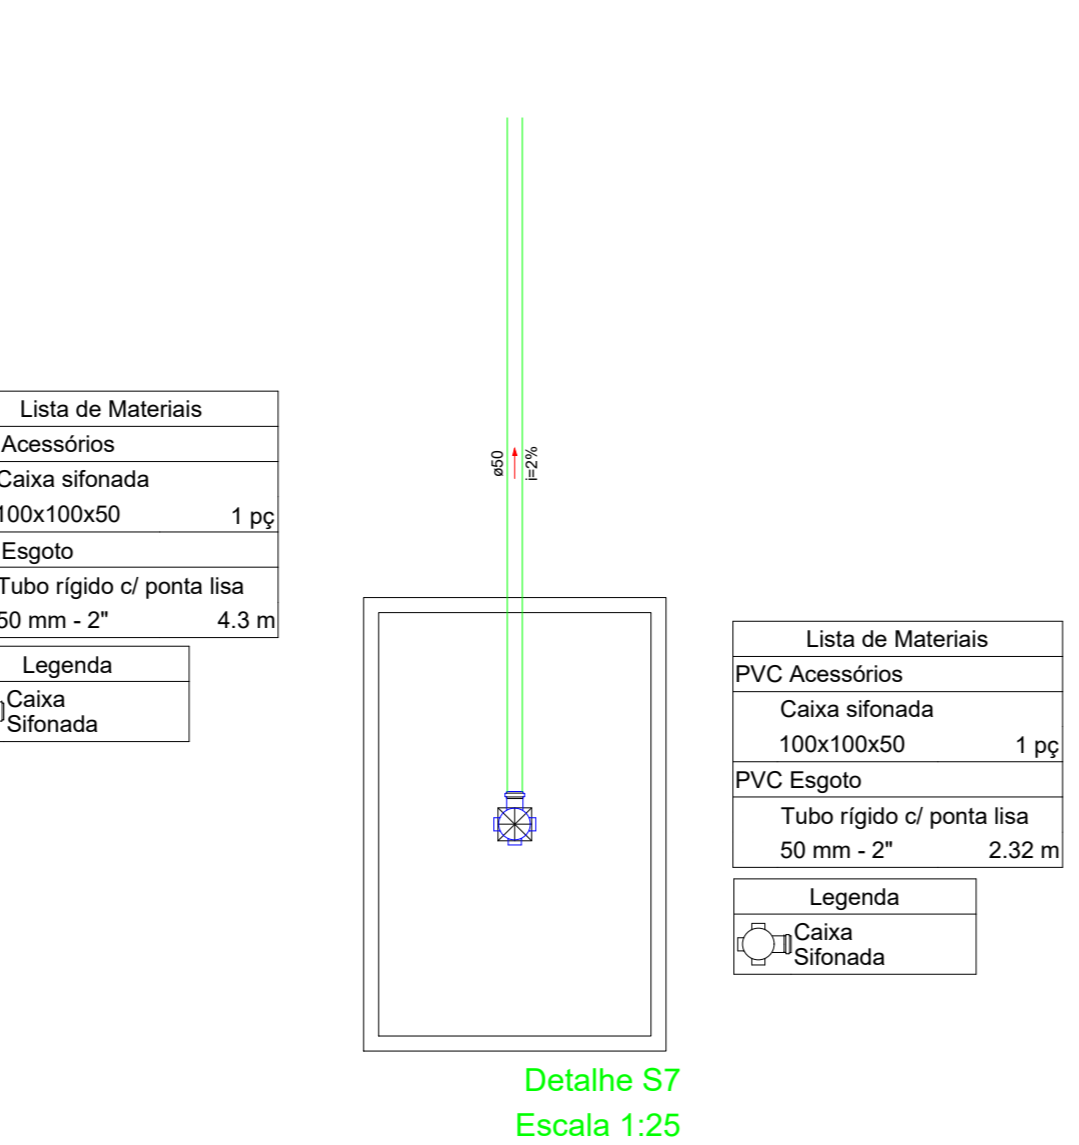 Lista de Materiais
Acessórios
Caixa sifonada
100x100x50 1 pç
Esgoto
Tubo rígido c/ ponta lisa
50 mm - 2" 4.3 m
Legenda
Caixa
Sifonada
ø50
i=2%
Lista de Materiais
PVC Acessórios
Caixa sifonada
100x100x50 1 pç
PVC Esgoto
Tubo rígido c/ ponta lisa
50 mm - 2" 2.32 m
Legenda
Caixa
Sifonada
Detalhe S7
Escala 1:25